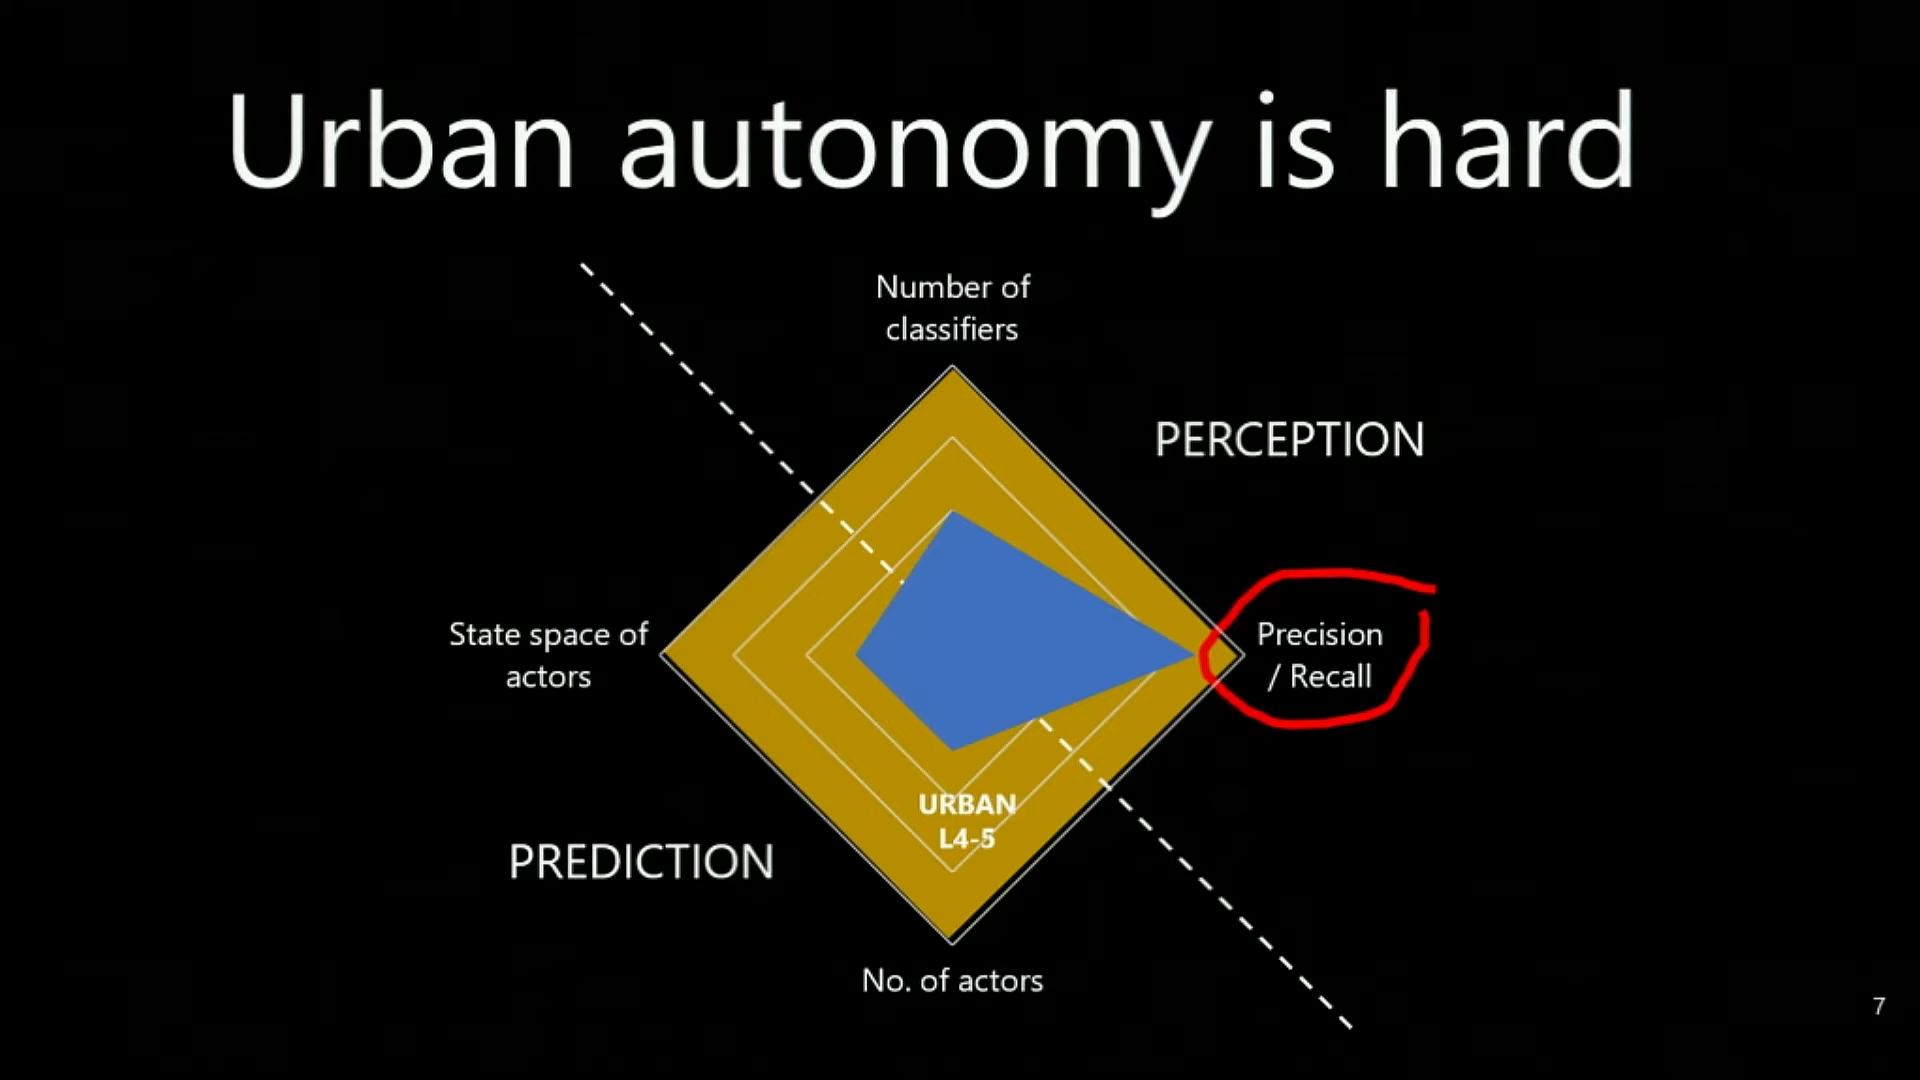 Urban autonomy is hard
Number of
classifiers
PERCEPTION
State space of
actors
Precision
/ Recall
URBAN
L4-5
PREDICTION
No. of actors
7